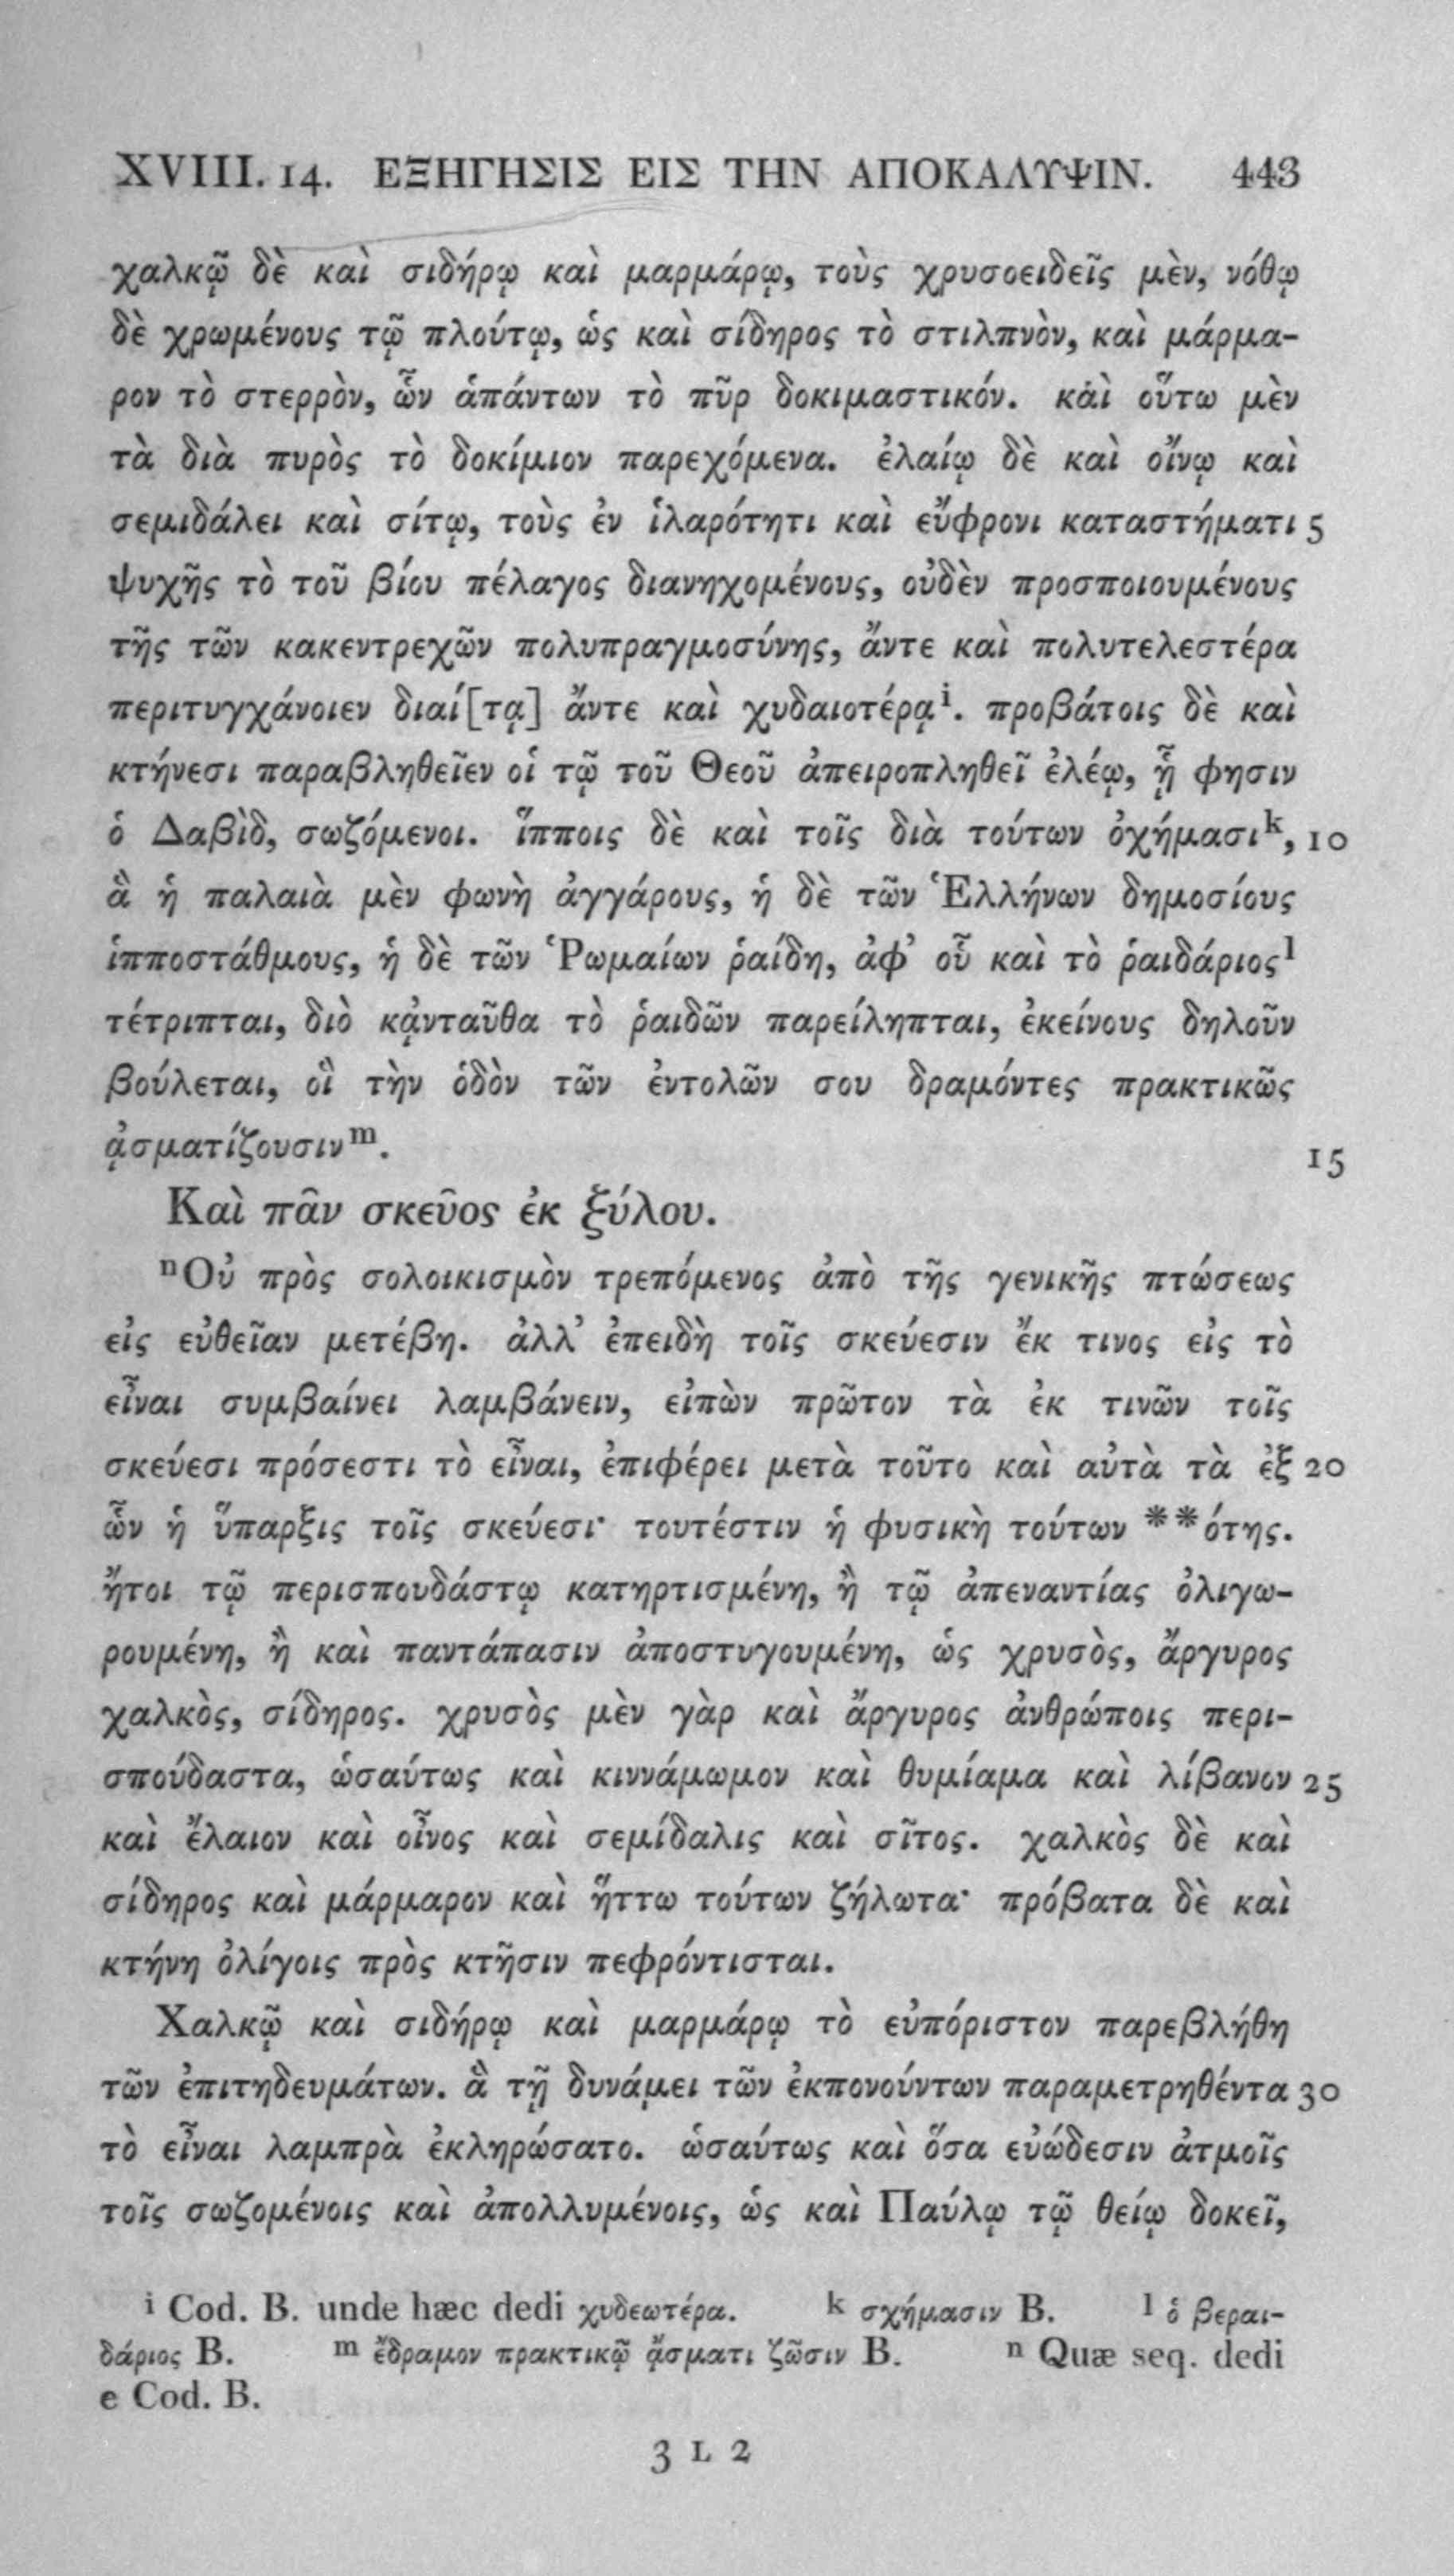 XVIII. 14. ΕΞΗΓΗΣΙΣ ΕΙΣ ΤΗΝ ΑΠΟΚΑΛΥΨΙΝ. 443
χαλκῷ δὲ καὶ σιδήρῳ καὶ μαρμάρῳ, τοὺς χρυσοειδεῖς μὲν, νόθῳ
δὲ χρωμένους τῷ πλούτῳ, ὡς καὶ σίδηρος τὸ στιλπνὸν, καὶ μάρμα-
ρον τὸ στερρὸν, ὧν ἁπάντων τὸ πῦρ δοκιμαστικόν. καὶ οὕτω μὲν
τὰ διὰ πυρὸς τὸ δοκίμιον παρεχόμενα. ἐλαίῳ δὲ καὶ οἴνῳ καὶ
σεμιδάλει καὶ σίτῳ, τοὺς ἐν ἱλαρότητι καὶ εὔφρονι καταστήματι 5
ψυχῆς τὸ τοῦ βίου πέλαγος διανηχομένους, οὐδὲν προσποιουμένους
τῆς τῶν κακεντρεχῶν πολυπραγμοσύνης, ἄντε καὶ πολυτελεστέρα
περιτυγχάνοιεν διαί[τᾳ] ἄντε καὶ χυδαιοτέρᾳⁱ. προβάτοις δὲ καὶ
κτήνεσι παραβληθεῖεν οἱ τῷ τοῦ Θεοῦ ἀπειροπληθεῖ ἐλέῳ, ᾗ φησιν
ὁ Δαβὶδ, σωζόμενοι. ἵπποις δὲ καὶ τοῖς διὰ τούτων ὀχήμασιᵏ, 10
ἃ ἡ παλαιὰ μὲν φωνὴ ἀγγάρους, ἡ δὲ τῶν Ἑλλήνων δημοσίους
ἱπποστάθμους, ἡ δὲ τῶν Ῥωμαίων ῥαίδη, ἀφ’ οὗ καὶ τὸ ῥαιδάριοςˡ
τέτριπται, διὸ κᾀνταῦθα τὸ ῥαιδῶν παρείληπται, ἐκείνους δηλοῦν
βούλεται, οἳ τὴν ὁδὸν τῶν ἐντολῶν σου δραμόντες πρακτικῶς
ᾀσματίζουσινᵐ. 15
Καὶ πᾶν σκεῦος ἐκ ξύλου.
ⁿΟὐ πρὸς σολοικισμὸν τρεπόμενος ἀπὸ τῆς γενικῆς πτώσεως
εἰς εὐθεῖαν μετέβη. ἀλλ’ ἐπειδὴ τοῖς σκεύεσιν ἔκ τινος εἰς τὸ
εἶναι συμβαίνει λαμβάνειν, εἰπὼν πρῶτον τὰ ἐκ τινῶν τοῖς
σκεύεσι πρόσεστι τὸ εἶναι, ἐπιφέρει μετὰ τοῦτο καὶ αὐτὰ τὰ ἐξ 20
ὧν ἡ ὕπαρξις τοῖς σκεύεσι· τουτέστιν ἡ φυσικὴ τούτων **ότης.
ἤτοι τῷ περισπουδάστῳ κατηρτισμένη, ἢ τῷ ἀπεναντίας ὀλιγω-
ρουμένη, ἢ καὶ παντάπασιν ἀποστυγουμένη, ὡς χρυσὸς, ἄργυρος
χαλκὸς, σίδηρος. χρυσὸς μὲν γὰρ καὶ ἄργυρος ἀνθρώποις περι-
σπούδαστα, ὡσαύτως καὶ κιννάμωμον καὶ θυμίαμα καὶ λίβανον 25
καὶ ἔλαιον καὶ οἶνος καὶ σεμίδαλις καὶ σῖτος. χαλκὸς δὲ καὶ
σίδηρος καὶ μάρμαρον καὶ ἥττω τούτων ζήλωτα· πρόβατα δὲ καὶ
κτήνη ὀλίγοις πρὸς κτῆσιν πεφρόντισται.
Χαλκῷ καὶ σιδήρῳ καὶ μαρμάρῳ τὸ εὐπόριστον παρεβλήθη
τῶν ἐπιτηδευμάτων. ἃ τῇ δυνάμει τῶν ἐκπονούντων παραμετρηθέντα 30
τὸ εἶναι λαμπρὰ ἐκληρώσατο. ὡσαύτως καὶ ὅσα εὐώδεσιν ἀτμοῖς
τοῖς σωζομένοις καὶ ἀπολλυμένοις, ὡς καὶ Παύλῳ τῷ θείῳ δοκεῖ,
ⁱ Cod. B. unde hæc dedi χυδεωτέρα. ᵏ σχήμασιν B. ˡ ὁ βεραι-
δάριος B. ᵐ ἔδραμον πρακτικῷ ᾄσματι ζῶσιν B. ⁿ Quæ seq. dedi
e Cod. B.
3 L 2